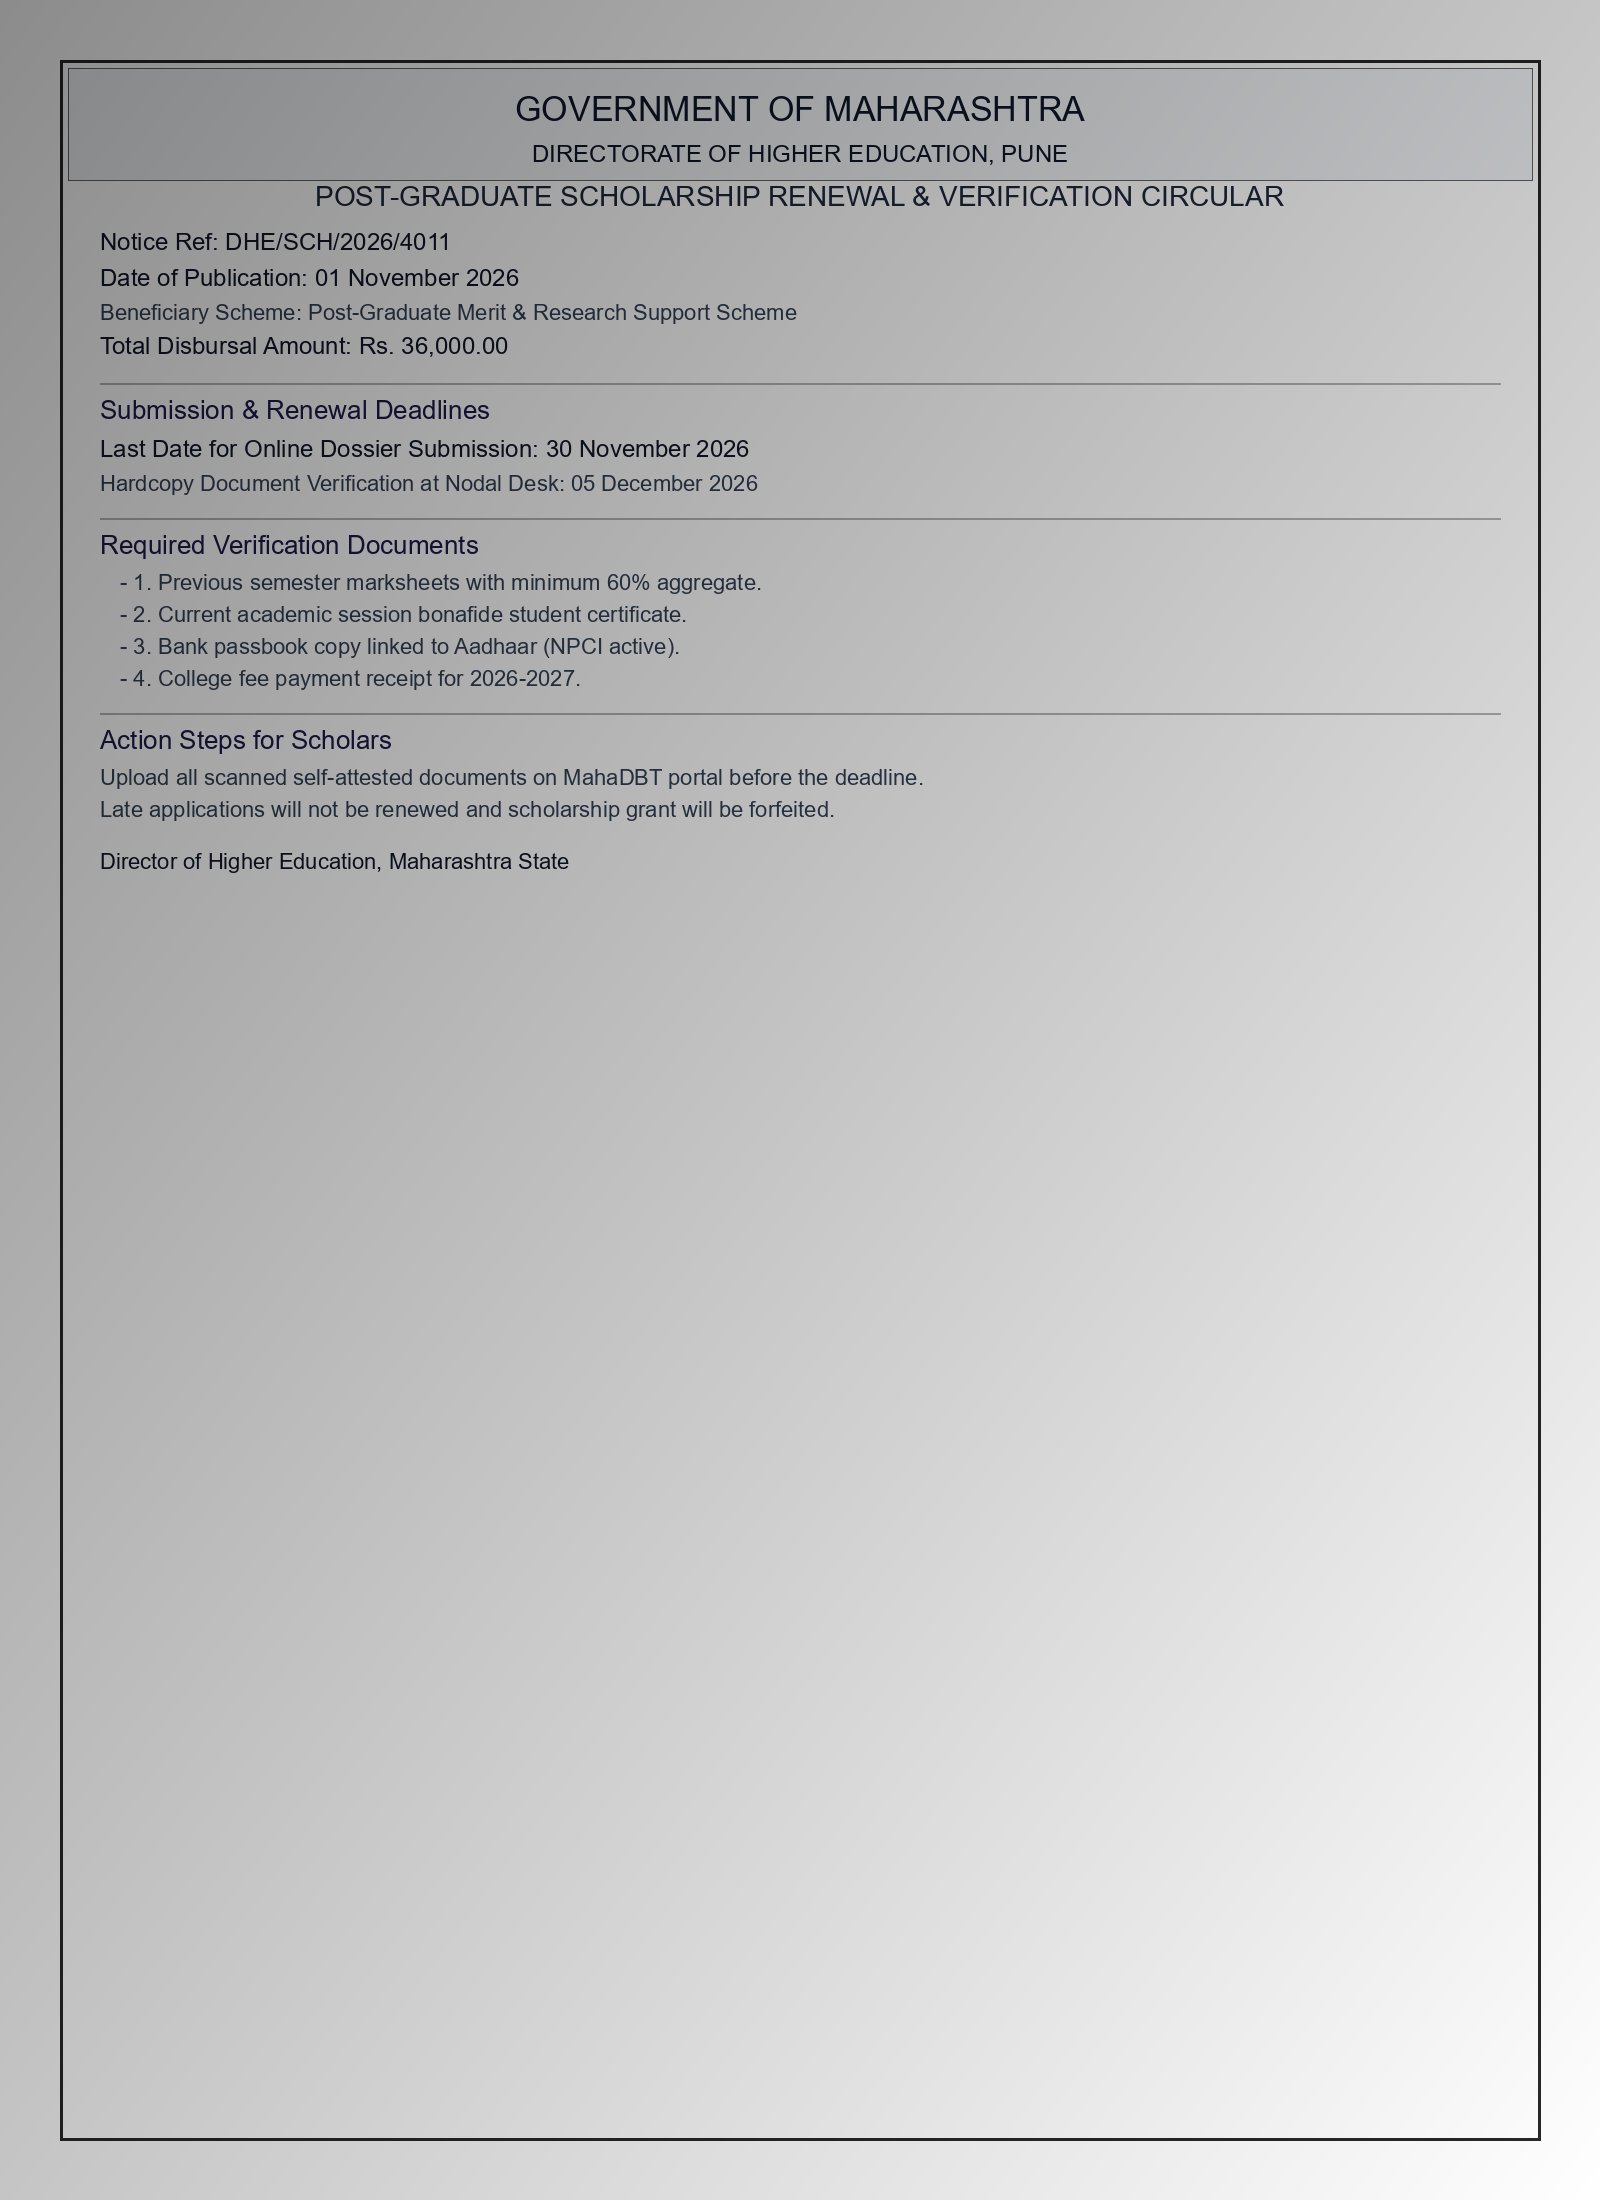 GOVERNMENT OF MAHARASHTRA
DIRECTORATE OF HIGHER EDUCATION, PUNE
POST-GRADUATE SCHOLARSHIP RENEWAL & VERIFICATION CIRCULAR
Notice Ref: DHE/SCH/2026/4011
Date of Publication: 01 November 2026
Beneficiary Scheme: Post-Graduate Merit & Research Support Scheme
Total Disbursal Amount: Rs. 36,000.00
Submission & Renewal Deadlines
Last Date for Online Dossier Submission: 30 November 2026
Hardcopy Document Verification at Nodal Desk: 05 December 2026
Required Verification Documents
- 1. Previous semester marksheets with minimum 60% aggregate.
- 2. Current academic session bonafide student certificate.
- 3. Bank passbook copy linked to Aadhaar (NPCI active).
- 4. College fee payment receipt for 2026-2027.
Action Steps for Scholars
Upload all scanned self-attested documents on MahaDBT portal before the deadline.
Late applications will not be renewed and scholarship grant will be forfeited.
Director of Higher Education, Maharashtra State